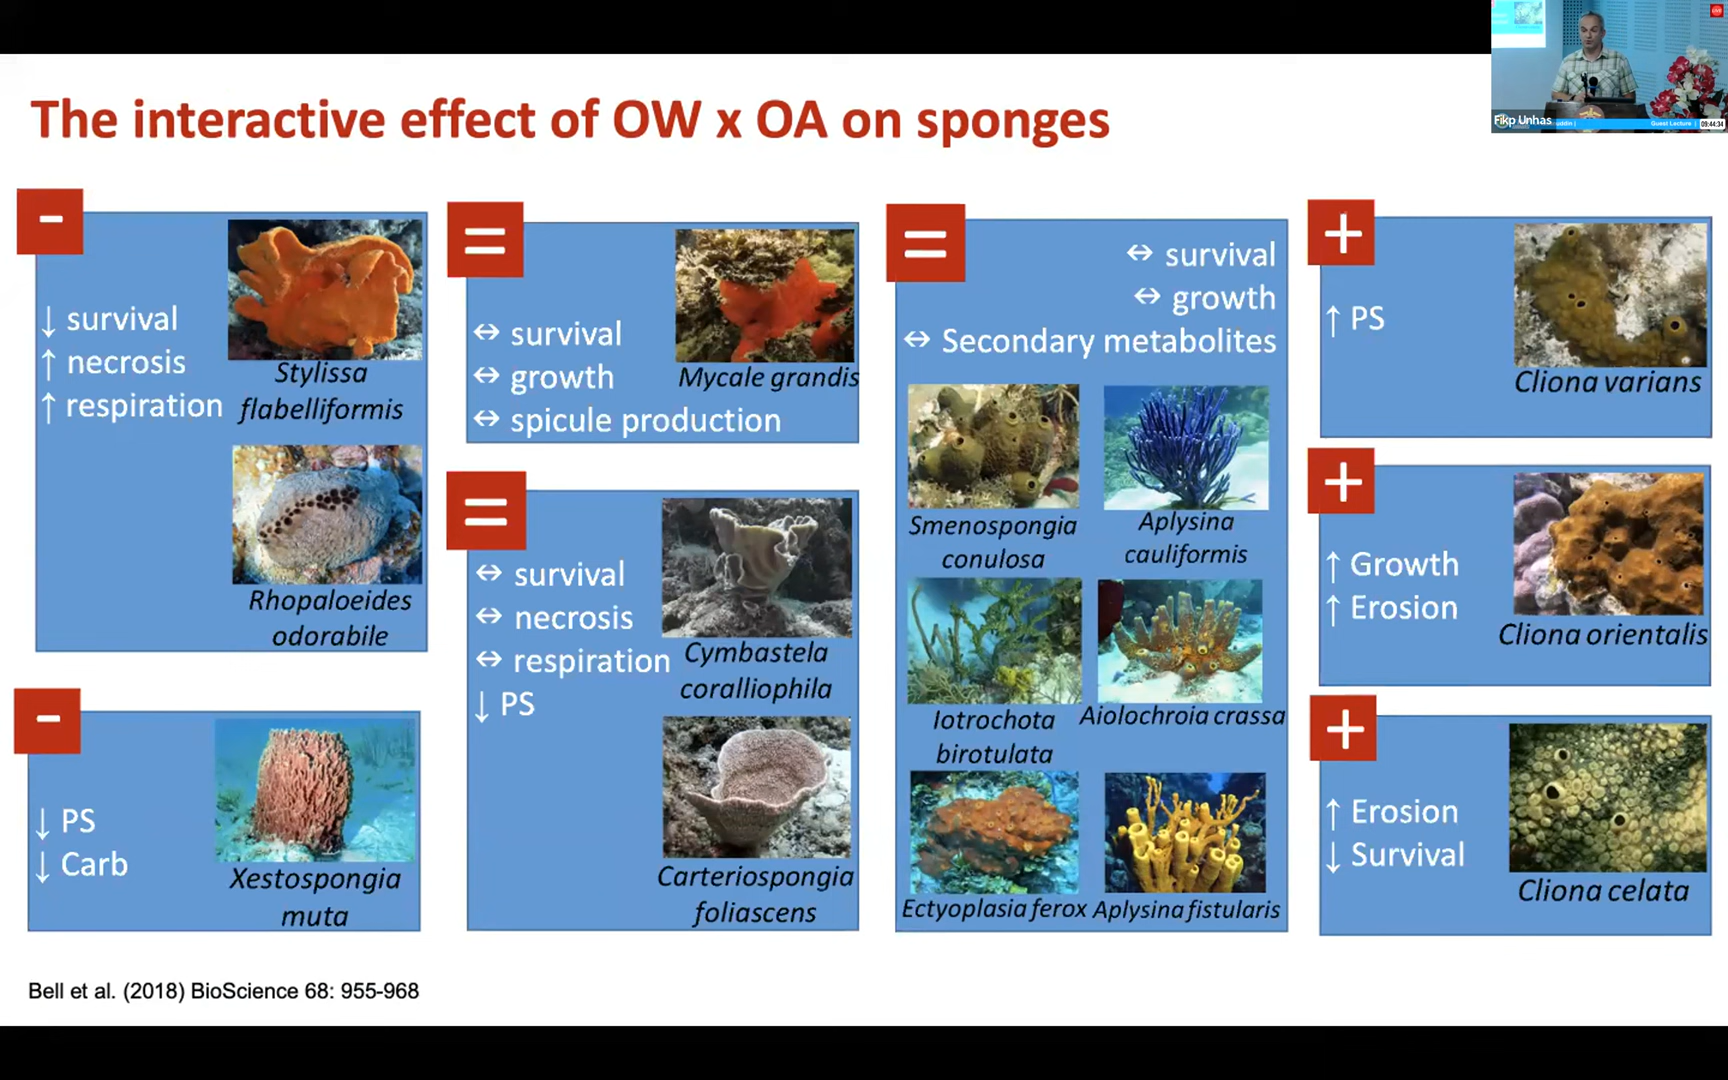 The interactive effect of OW x OA on sponges
LIVE
Fikp Unhas
uddin |
Guest Lecture |
09:44:34
-
↓ survival
↑ necrosis
↑ respiration
Stylissa
flabelliformis
Rhopaloeides
odorabile
-
↓ PS
↓ Carb
Xestospongia
muta
=
↔ survival
↔ growth
↔ spicule production
Mycale grandis
=
↔ survival
↔ necrosis
↔ respiration
↓ PS
Cymbastela
coralliophila
Carteriospongia
foliascens
=
↔ survival
↔ growth
↔ Secondary metabolites
Smenospongia
conulosa
Aplysina
cauliformis
Iotrochota
birotulata
Aiolochroia crassa
Ectyoplasia ferox
Aplysina fistularis
+
↑ PS
Cliona varians
+
↑ Growth
↑ Erosion
Cliona orientalis
+
↑ Erosion
↓ Survival
Cliona celata
Bell et al. (2018) BioScience 68: 955-968